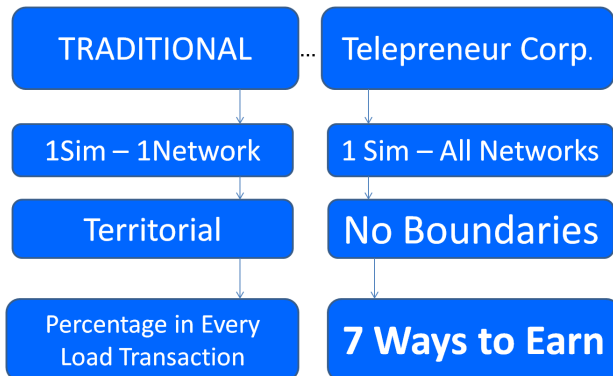 TRADITIONAL
...
Telepreneur Corp.
1Sim – 1Network
1 Sim – All Networks
Territorial
No Boundaries
Percentage in Every
Load Transaction
7 Ways to Earn